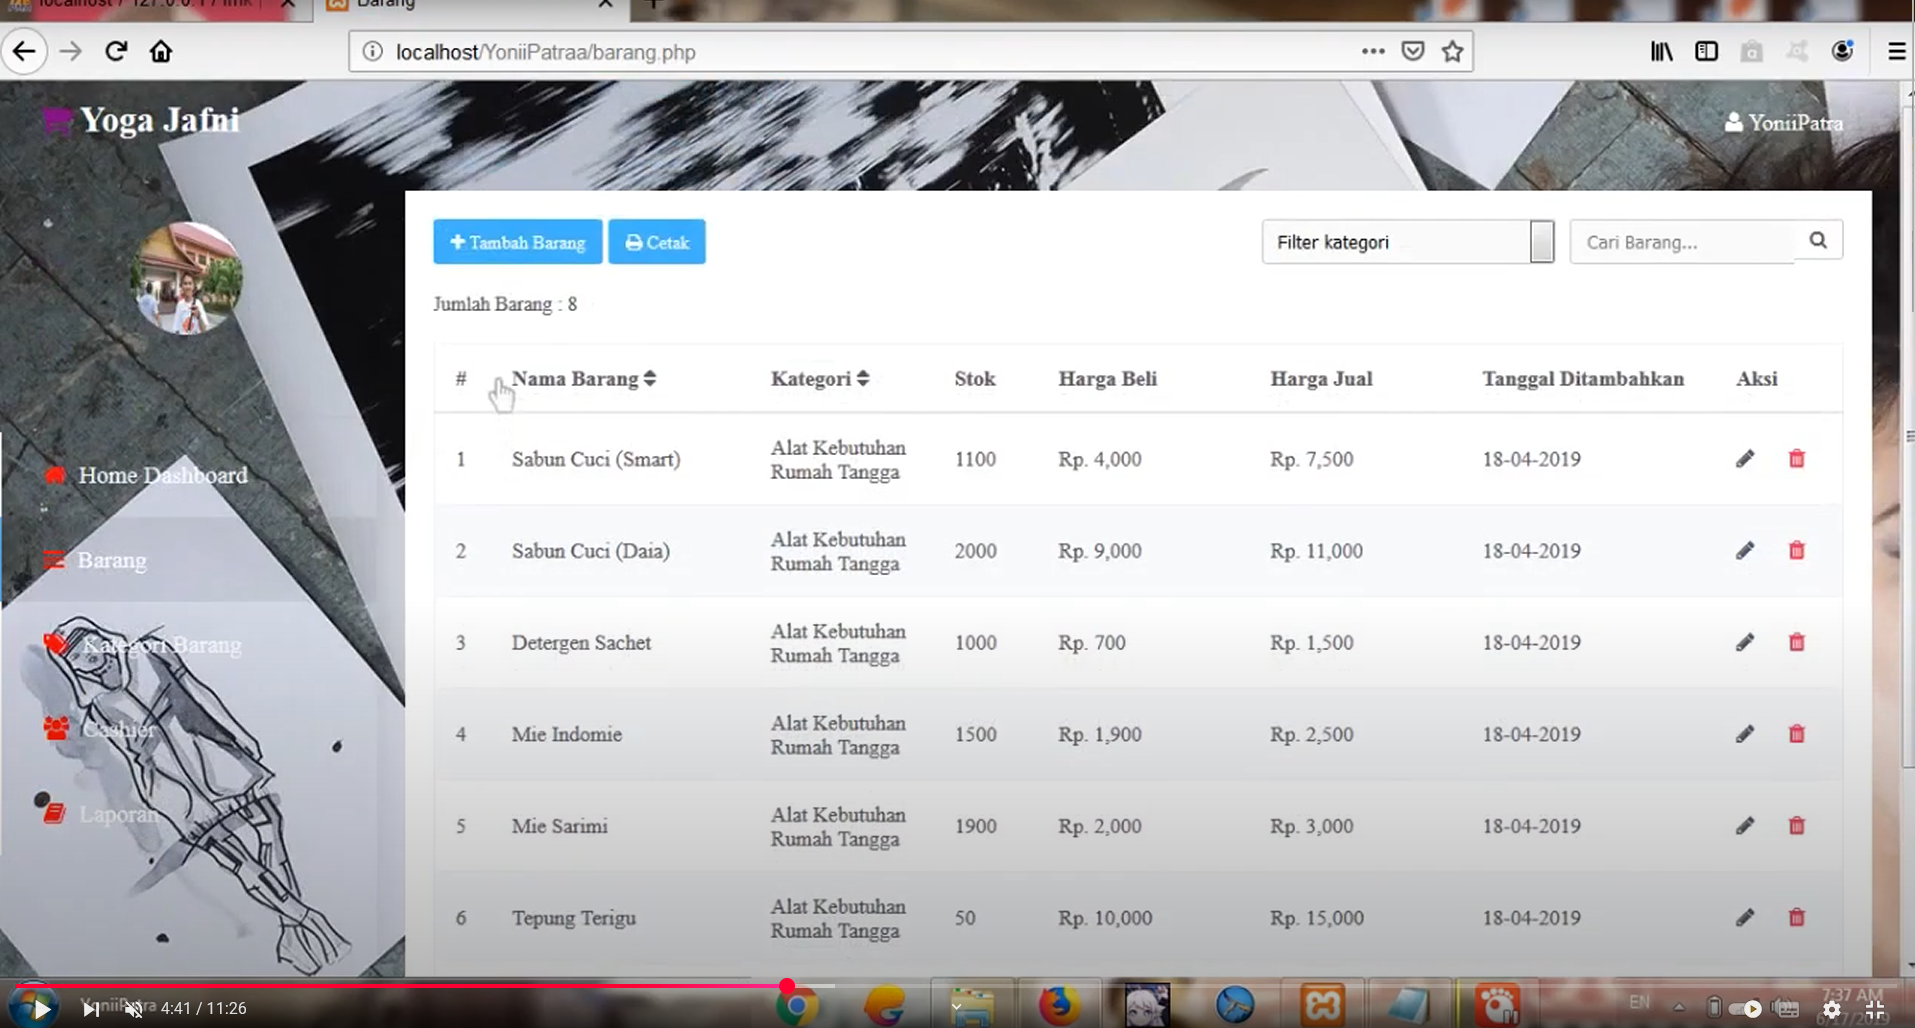 Barang
localhost/YoniiPatraa/barang.php
Yoga Jafni
YoniiPatra
Tambah Barang
Cetak
Filter kategori
Cari Barang...
Jumlah Barang : 8
# Nama Barang Kategori Stok Harga Beli Harga Jual Tanggal Ditambahkan Aksi
1 Sabun Cuci (Smart) Alat Kebutuhan Rumah Tangga 1100 Rp. 4,000 Rp. 7,500 18-04-2019
2 Sabun Cuci (Daia) Alat Kebutuhan Rumah Tangga 2000 Rp. 9,000 Rp. 11,000 18-04-2019
3 Detergen Sachet Alat Kebutuhan Rumah Tangga 1000 Rp. 700 Rp. 1,500 18-04-2019
4 Mie Indomie Alat Kebutuhan Rumah Tangga 1500 Rp. 1,900 Rp. 2,500 18-04-2019
5 Mie Sarimi Alat Kebutuhan Rumah Tangga 1900 Rp. 2,000 Rp. 3,000 18-04-2019
6 Tepung Terigu Alat Kebutuhan Rumah Tangga 50 Rp. 10,000 Rp. 15,000 18-04-2019
Home Dashboard
Barang
Kategori Barang
Cashier
Laporan
4:41 / 11:26
EN
7:37 AM